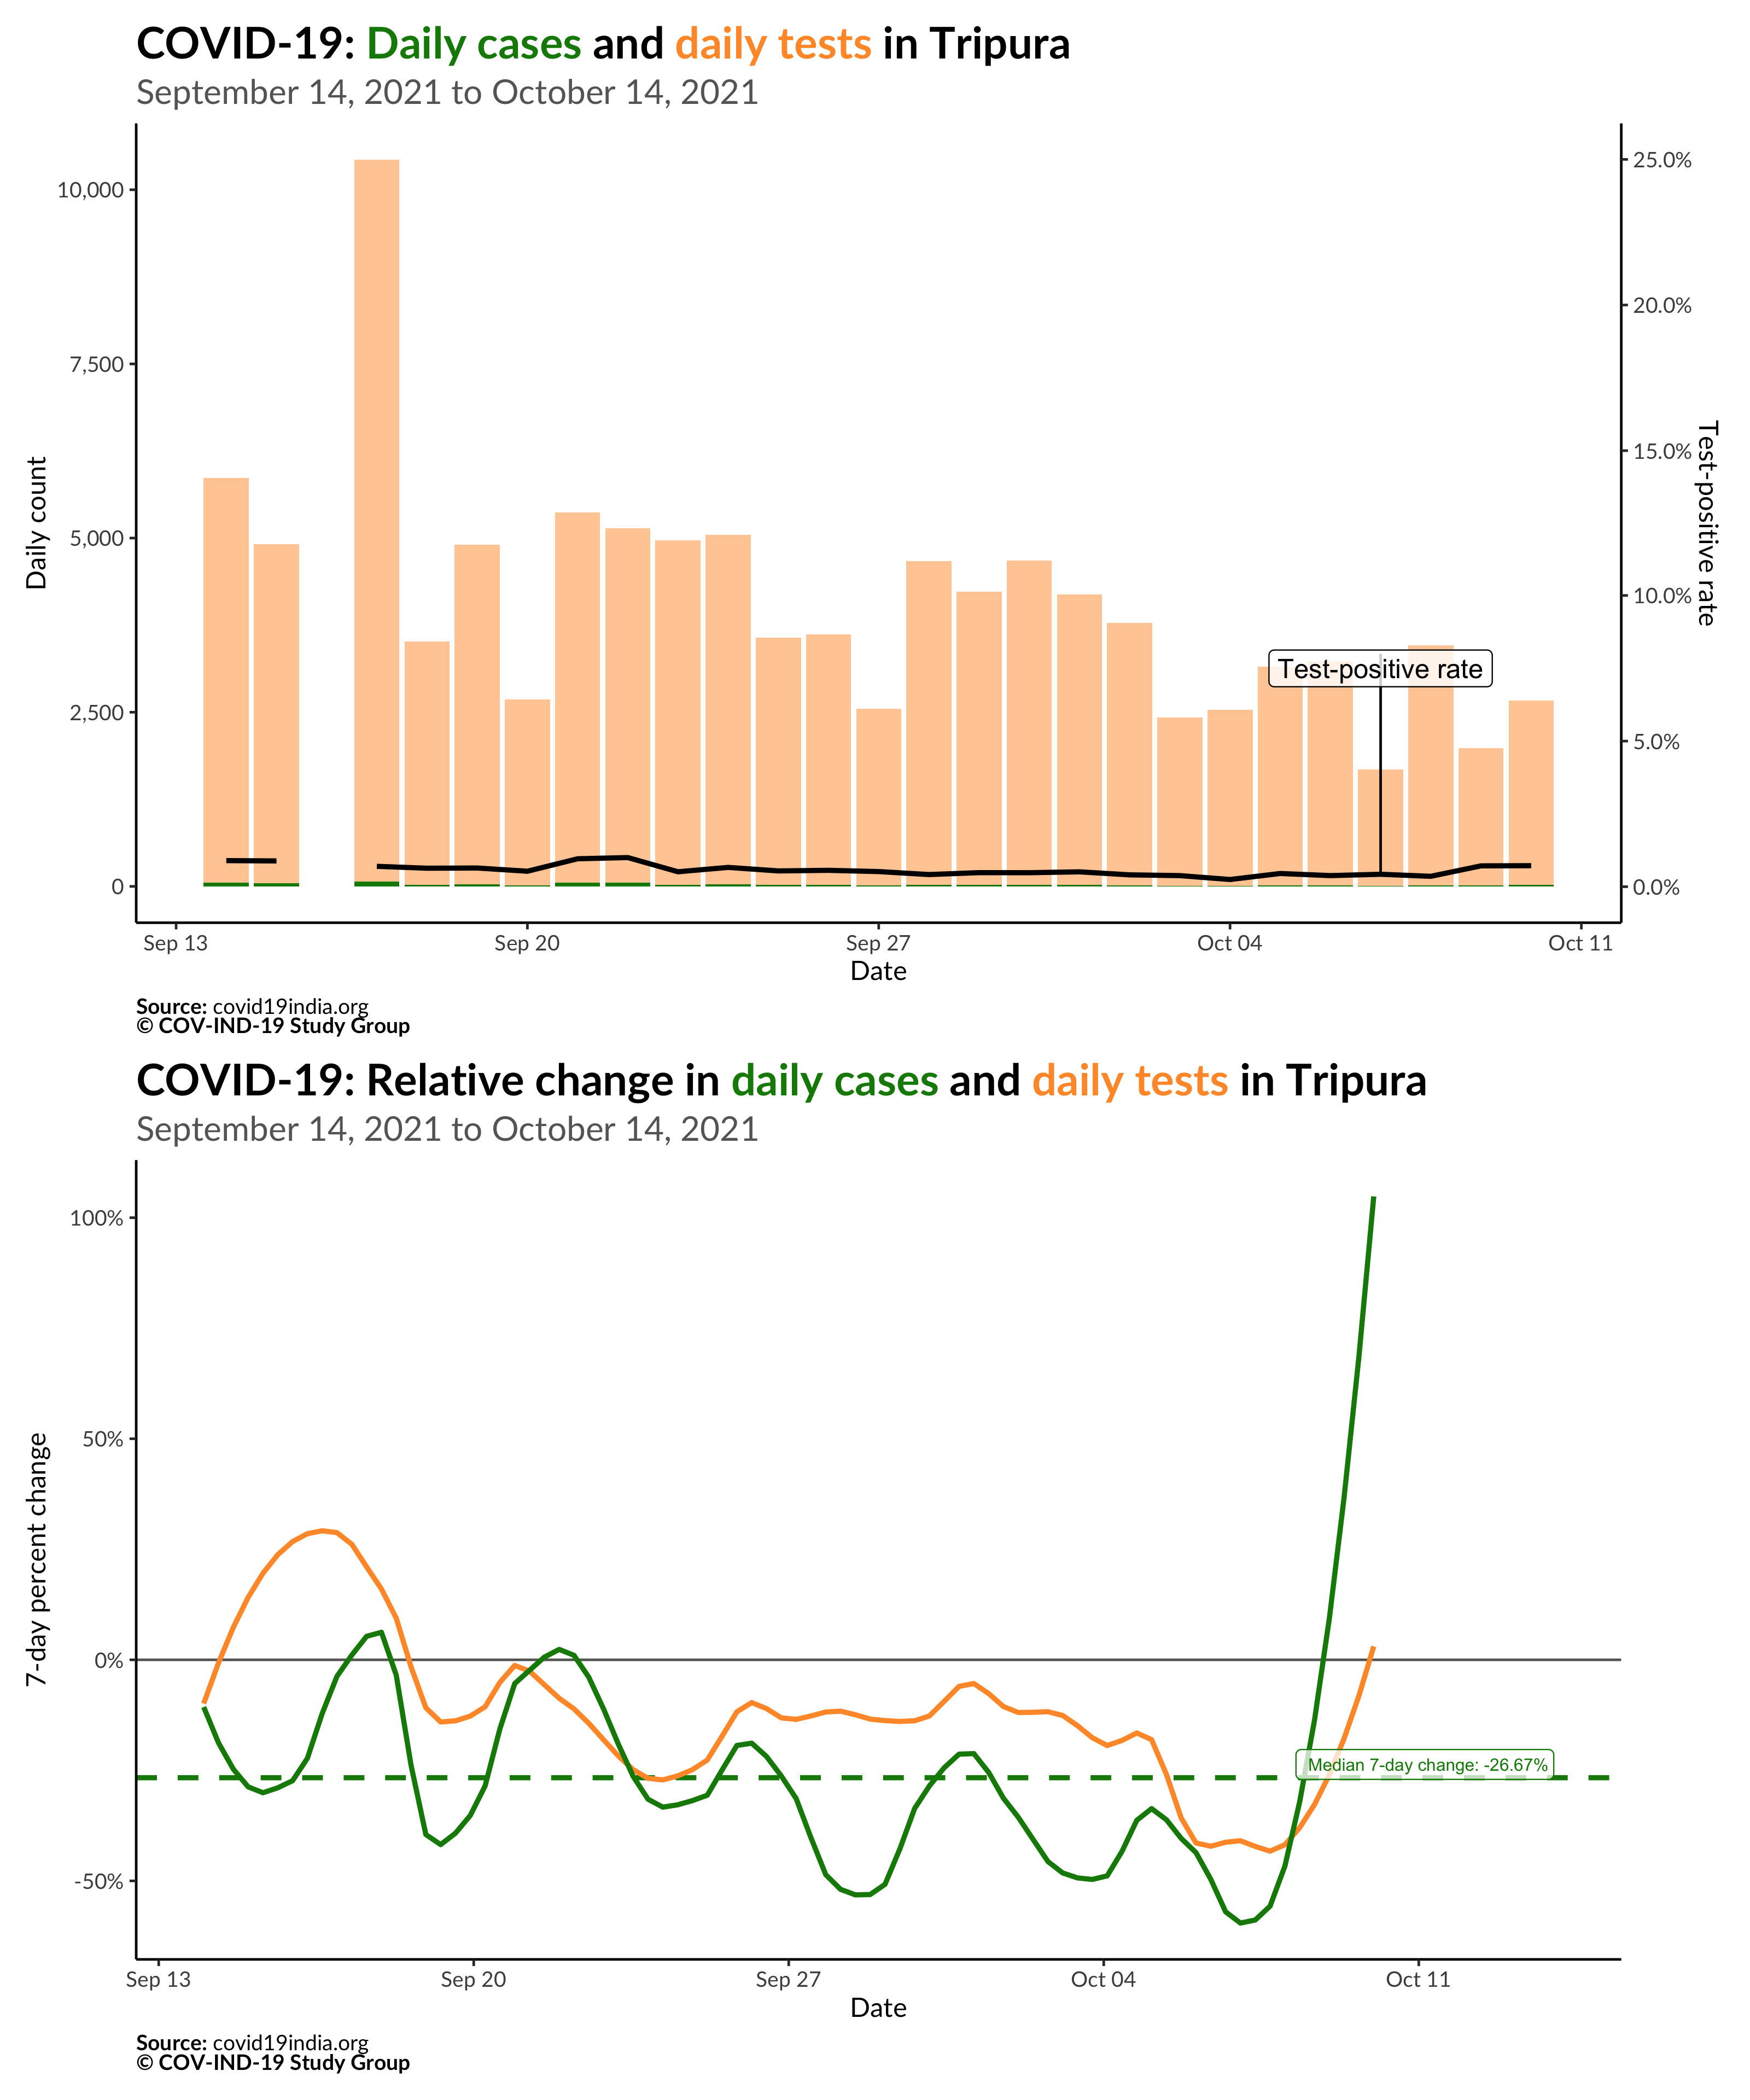 COVID-19: Daily cases and daily tests in Tripura
September 14, 2021 to October 14, 2021
10,000
7,500
5,000
2,500
0
Daily count
25.0%
20.0%
15.0%
10.0%
5.0%
0.0%
Test-positive rate
Test-positive rate
Sep 13
Sep 20
Sep 27
Oct 04
Oct 11
Date
Source: covid19india.org
© COV-IND-19 Study Group
COVID-19: Relative change in daily cases and daily tests in Tripura
September 14, 2021 to October 14, 2021
100%
50%
0%
-50%
7-day percent change
Median 7-day change: -26.67%
Sep 13
Sep 20
Sep 27
Oct 04
Oct 11
Date
Source: covid19india.org
© COV-IND-19 Study Group